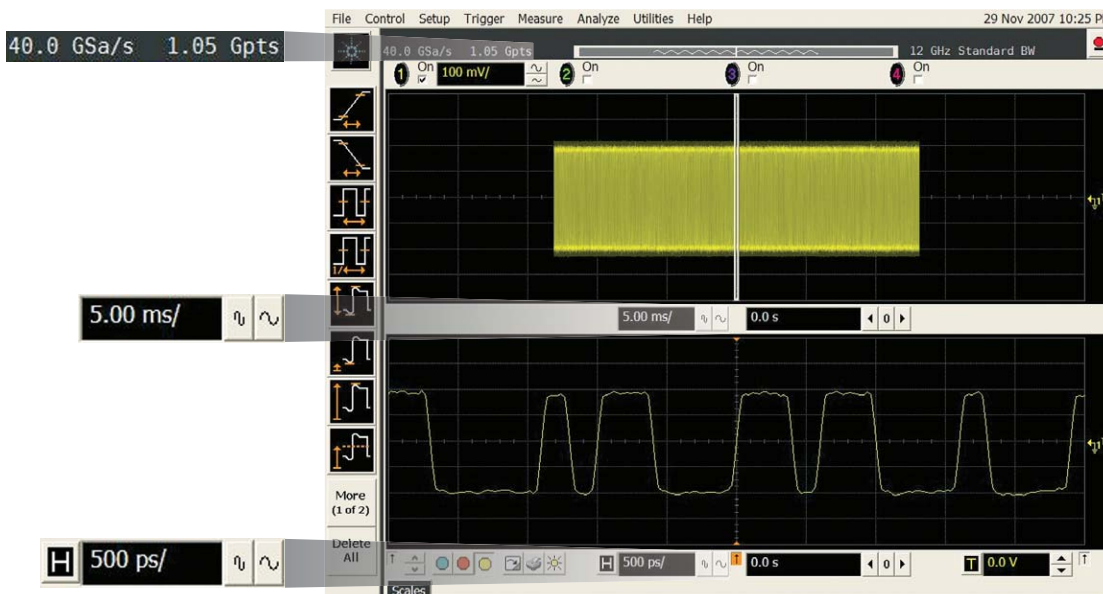 File Control Setup Trigger Measure Analyze Utilities Help 29 Nov 2007 10:25 P
40.0 GSa/s 1.05 Gpts
40.0 GSa/s 1.05 Gpts 12 GHz Standard BW
1 On 100 mV/ 2 On 3 On 4 On
1/
1
5.00 ms/
5.00 ms/ 0.0 s 0
1
More
(1 of 2)
Delete
All
H 500 ps/
H 500 ps/ T 0.0 s 0 T 0.0 V T
Scales